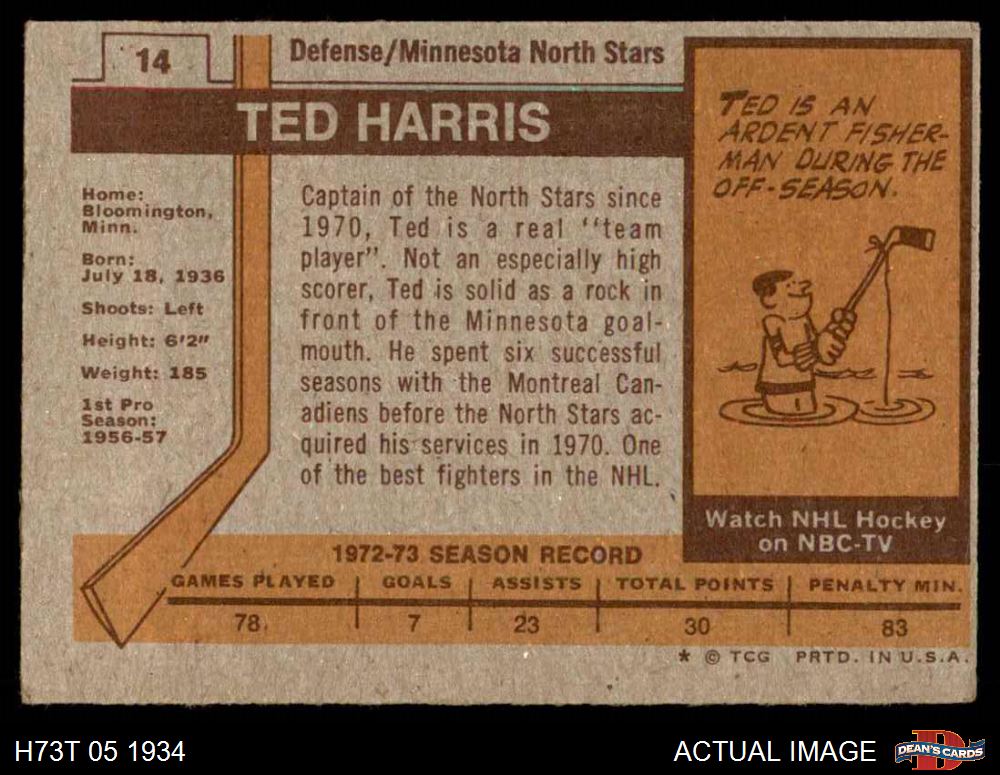 14
Defense/Minnesota North Stars
TED HARRIS
Home:
Bloomington,
Minn.
Born:
July 18, 1936
Shoots: Left
Height: 6'2"
Weight: 185
1st Pro
Season:
1956-57
Captain of the North Stars since
1970, Ted is a real "team
player". Not an especially high
scorer, Ted is solid as a rock in
front of the Minnesota goal-
mouth. He spent six successful
seasons with the Montreal Can-
adiens before the North Stars ac-
quired his services in 1970. One
of the best fighters in the NHL.
TED IS AN
ARDENT FISHER-
MAN DURING THE
OFF-SEASON.
Watch NHL Hockey
on NBC-TV
1972-73 SEASON RECORD
GAMES PLAYED GOALS ASSISTS TOTAL POINTS PENALTY MIN.
78 7 23 30 83
* © TCG PRTD. IN U.S.A.
H73T 05 1934
ACTUAL IMAGE
D
DEAN'S CARDS